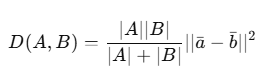 D(A, B) = \frac{|A||B|}{|A| + |B|} ||\bar{a} - \bar{b}||^2